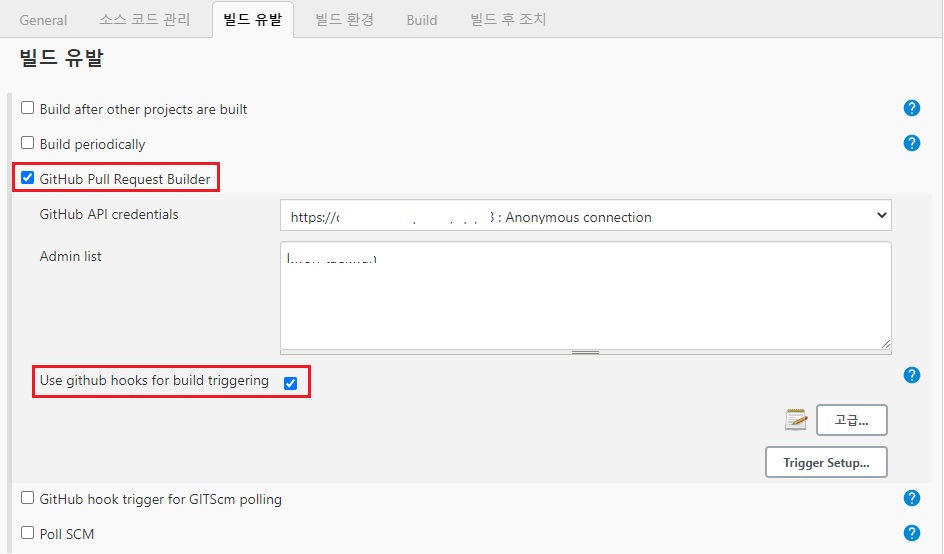 General 소스 코드 관리 빌드 유발 빌드 환경 Build 빌드 후 조치
빌드 유발
Build after other projects are built
Build periodically
GitHub Pull Request Builder
GitHub API credentials
https:// : Anonymous connection
Admin list
Use github hooks for build triggering
고급...
Trigger Setup...
GitHub hook trigger for GITScm polling
Poll SCM